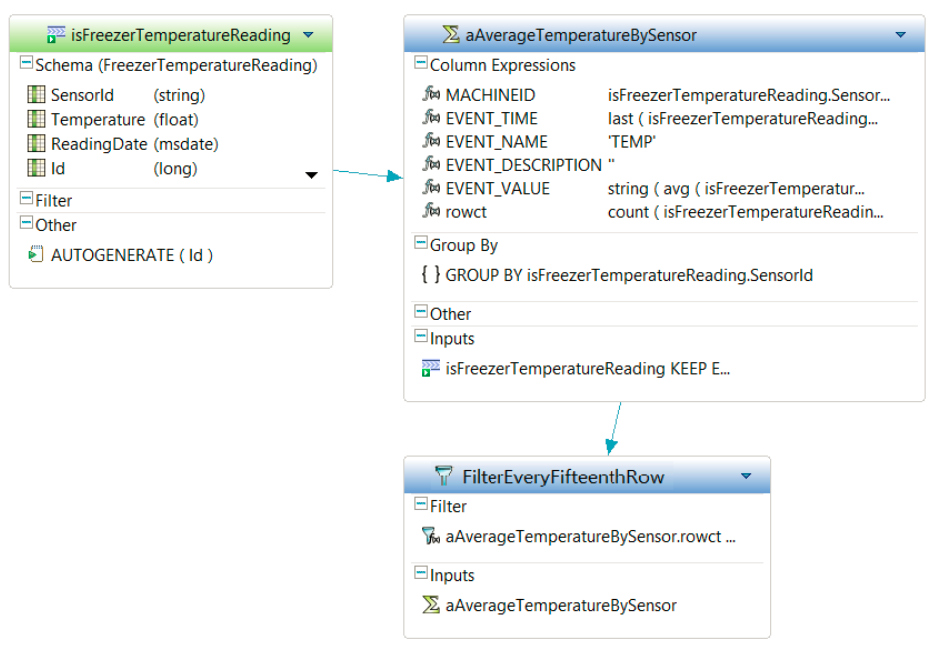 isFreezerTemperatureReading
Schema (FreezerTemperatureReading)
SensorId (string)
Temperature (float)
ReadingDate (msdate)
Id (long)
Filter
Other
AUTOGENERATE ( Id )
aAverageTemperatureBySensor
Column Expressions
MACHINEID isFreezerTemperatureReading.Sensor...
EVENT_TIME last ( isFreezerTemperatureReading...
EVENT_NAME 'TEMP'
EVENT_DESCRIPTION ''
EVENT_VALUE string ( avg ( isFreezerTemperatur...
rowct count ( isFreezerTemperatureReadin...
Group By
{ } GROUP BY isFreezerTemperatureReading.SensorId
Other
Inputs
isFreezerTemperatureReading KEEP E...
FilterEveryFifteenthRow
Filter
aAverageTemperatureBySensor.rowct ...
Inputs
aAverageTemperatureBySensor